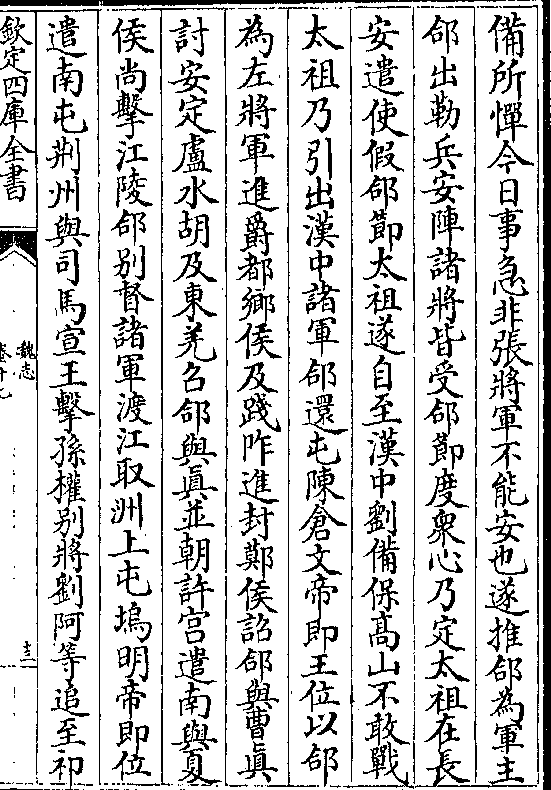 備所憚今日事急非張將軍不能安也遂推郃為軍主
郃出勒兵安陣諸將皆受郃節度衆心乃定太祖在長
安遣使假郃節太祖遂自至漢中劉備保髙山不敢戰
太祖乃引出漢中諸軍郃還屯陳倉文帝即王位以郃
為左將軍進爵都鄉侯及踐阼進封鄭侯詔郃與曹真
討安定盧水胡及東羌召郃與真並朝許宫遣南與夏
侯尚擊江陵郃别督諸軍渡江取洲上屯塢明帝即位
遣南屯荆州與司馬宣王擊孫權别將劉阿等追至祁
欽定四庫全書
魏志
卷十七
十三